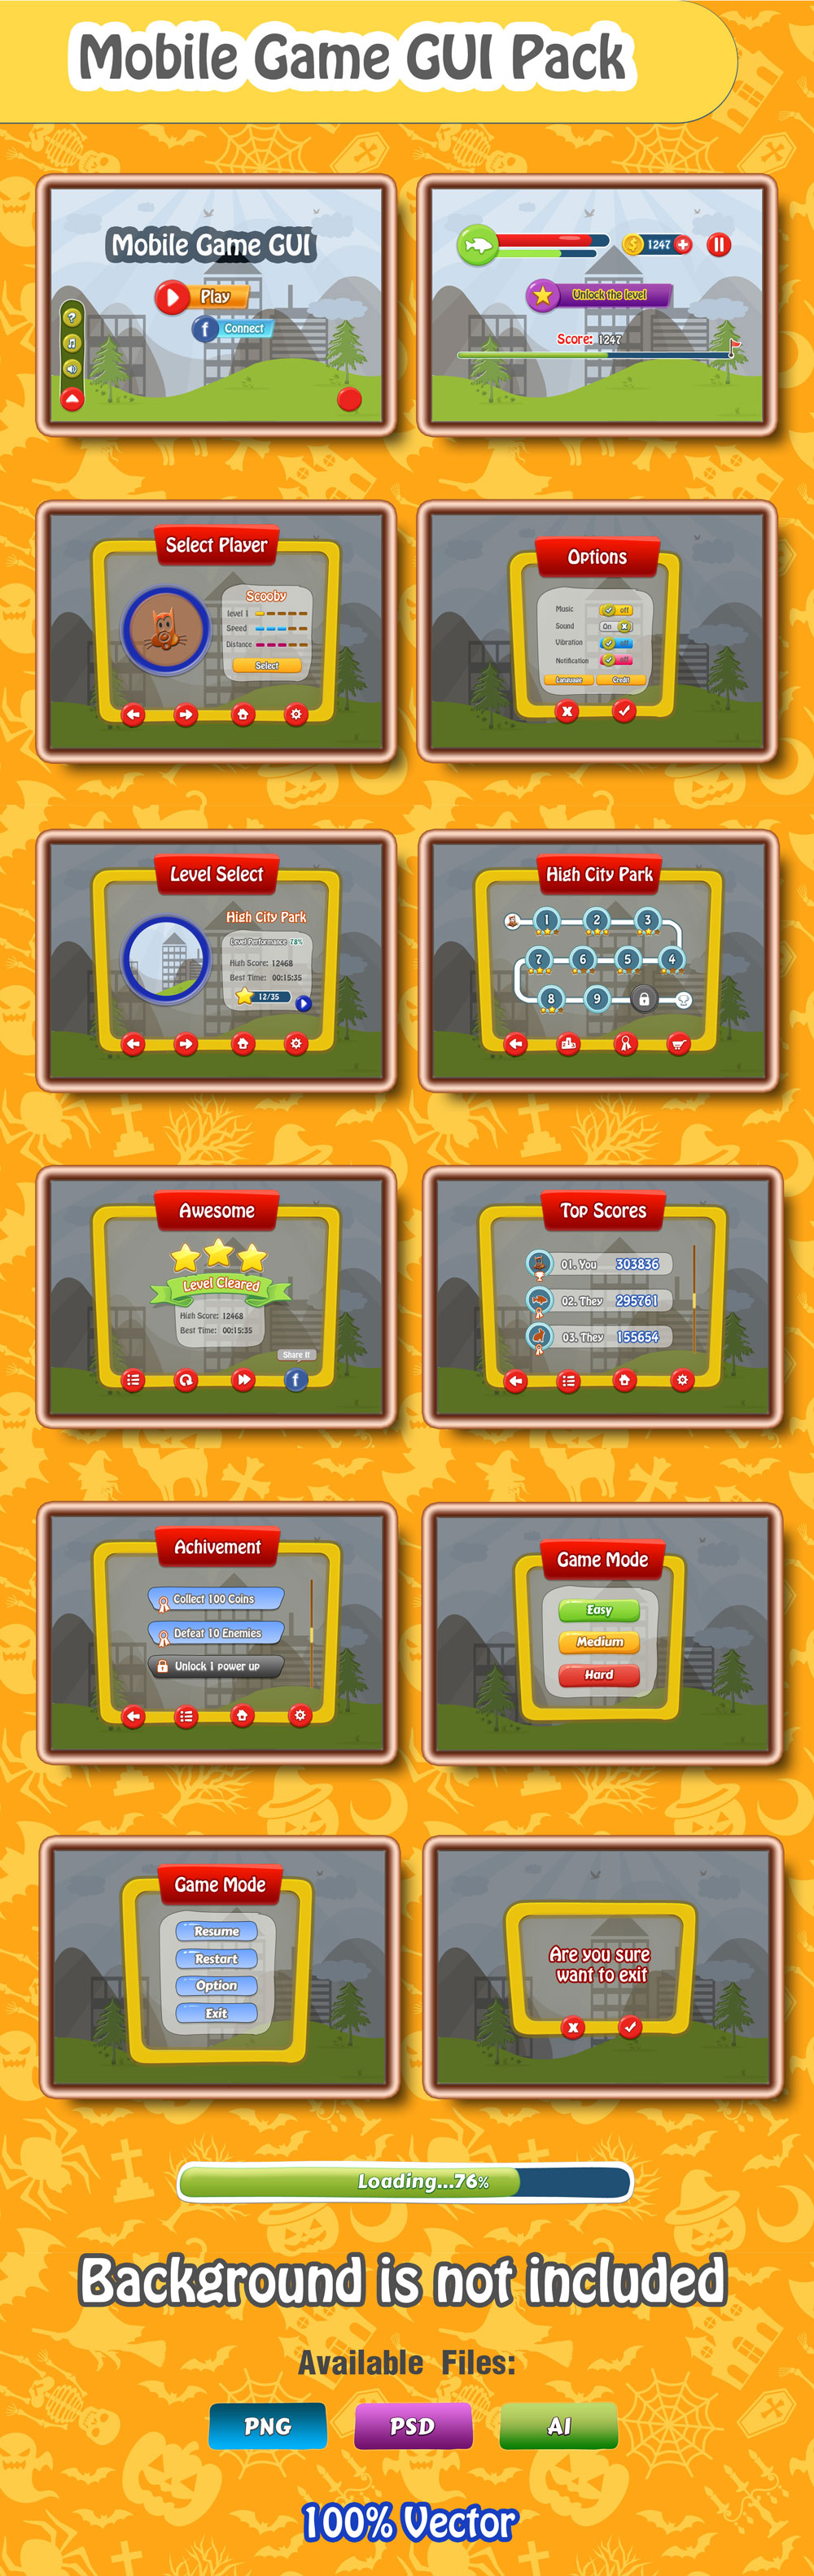 Mobile Game GUI Pack
Mobile Game GUI
Play
f Connect
?
1247
Unlock the level
Score: 1247
Select Player
Scooby
level 1
Speed
Distance
Select
Options
Music off
Sound On
Vibration off
Notification off
Language Credit
Level Select
High City Park
Level Performance 78%
High Score: 12468
Best Time: 00:15:35
12/35
High City Park
1 2 3
7 6 5 4
8 9
Awesome
Level Cleared
High Score: 12468
Best Time: 00:15:35
Share It
f
Top Scores
01. You 303836
02. They 295761
03. They 155654
Achivement
Collect 100 Coins
Defeat 10 Enemies
Unlock 1 power up
Game Mode
Easy
Medium
Hard
Game Mode
Resume
Restart
Option
Exit
Are you sure
want to exit
Loading...76%
Background is not included
Available Files:
PNG PSD AI
100% Vector